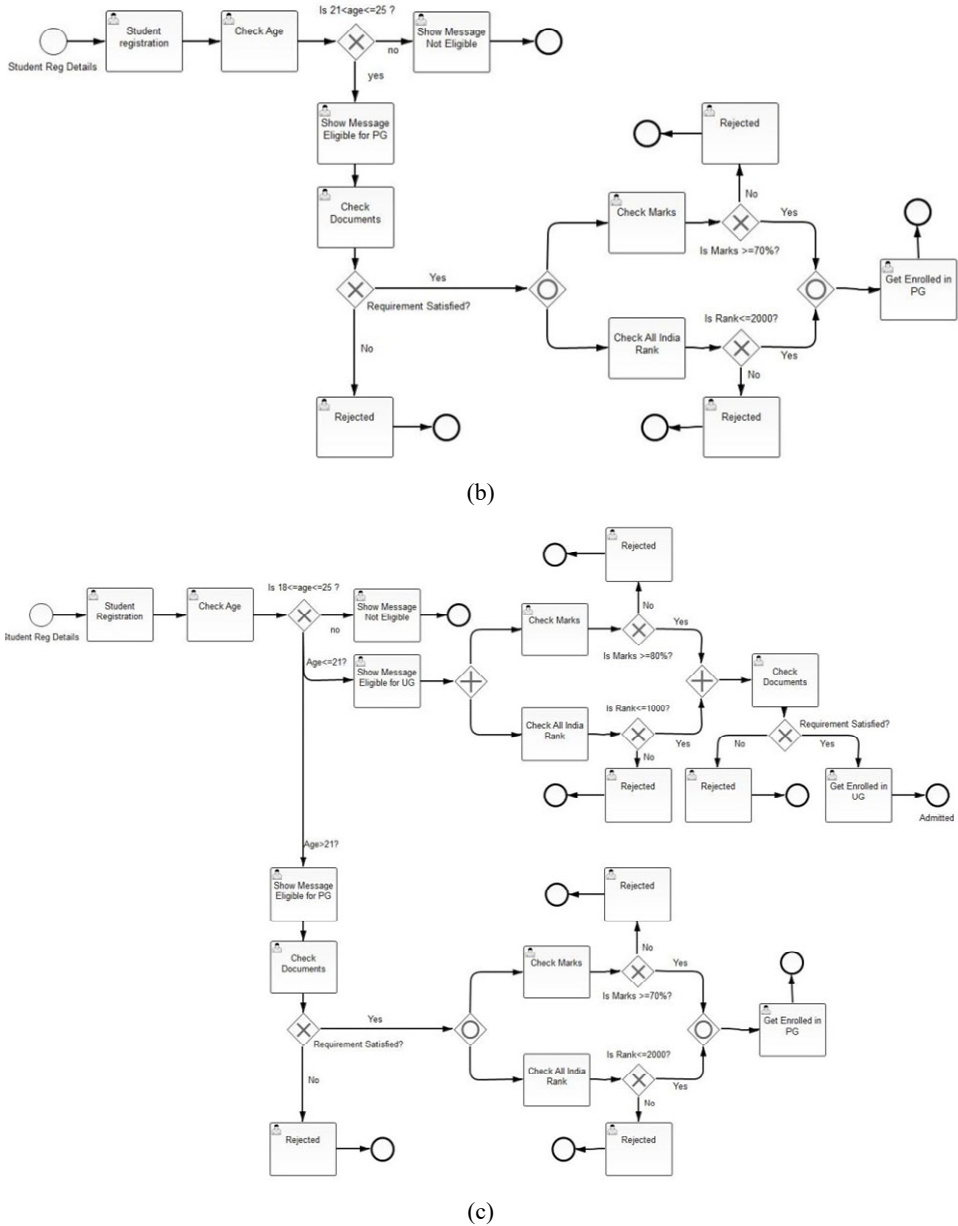 Is 21<age<=25 ?
Student
registration
Check Age
Show Message
Not Eligible
no
Student Reg Details
yes
Show Message
Eligible for PG
Rejected
No
Check
Documents
Check Marks
Yes
Is Marks >=70%?
Yes
Requirement Satisfied?
Get Enrolled in
PG
Is Rank<=2000?
Check All India
Rank
Yes
No
No
Rejected
Rejected
(b)
Is 18<=age<=25 ?
Rejected
Student
Registration
Check Age
Show Message
Not Eligible
no
No
Check Marks
Yes
Student Reg Details
Is Marks >=80%?
Age<=21?
Show Message
Eligible for UG
Check
Documents
Is Rank<=1000?
Check All India
Rank
Requirement Satisfied?
Yes
No
No
Yes
Rejected
Rejected
Get Enrolled in
UG
Admitted
Age>21?
Show Message
Eligible for PG
Rejected
No
Check
Documents
Check Marks
Yes
Is Marks >=70%?
Yes
Requirement Satisfied?
Get Enrolled in
PG
Is Rank<=2000?
Check All India
Rank
Yes
No
No
Rejected
Rejected
(c)